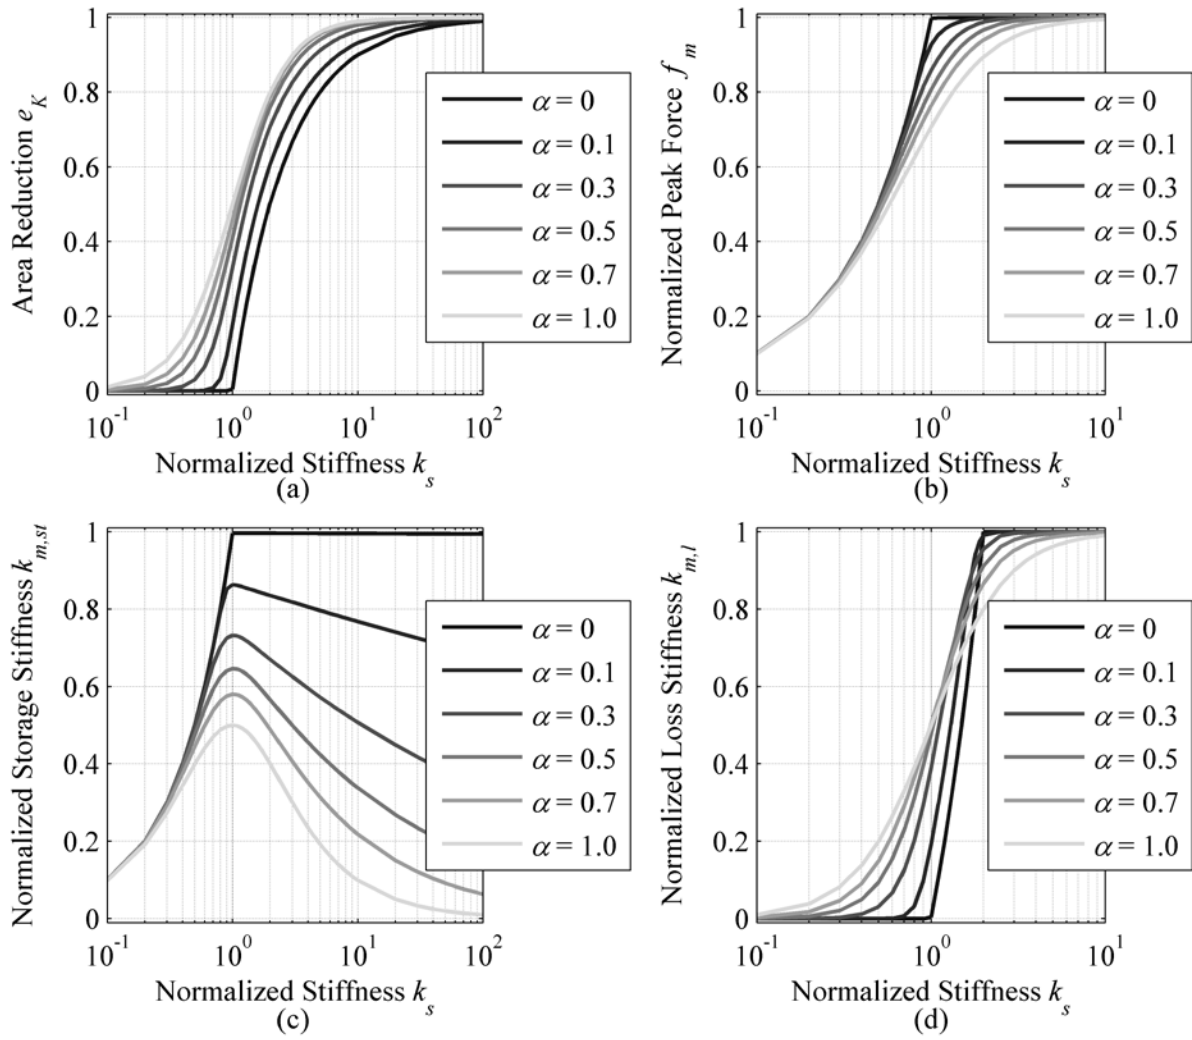 1
0.8
0.6
0.4
0.2
0
Area Reduction e_K
10^-1
10^0
10^1
10^2
Normalized Stiffness k_s
(a)
α = 0
α = 0.1
α = 0.3
α = 0.5
α = 0.7
α = 1.0
1
0.8
0.6
0.4
0.2
0
Normalized Peak Force f_m
10^-1
10^0
10^1
Normalized Stiffness k_s
(b)
α = 0
α = 0.1
α = 0.3
α = 0.5
α = 0.7
α = 1.0
1
0.8
0.6
0.4
0.2
0
Normalized Storage Stiffness k_m,st
10^-1
10^0
10^1
10^2
Normalized Stiffness k_s
(c)
α = 0
α = 0.1
α = 0.3
α = 0.5
α = 0.7
α = 1.0
1
0.8
0.6
0.4
0.2
0
Normalized Loss Stiffness k_m,l
10^-1
10^0
10^1
Normalized Stiffness k_s
(d)
α = 0
α = 0.1
α = 0.3
α = 0.5
α = 0.7
α = 1.0